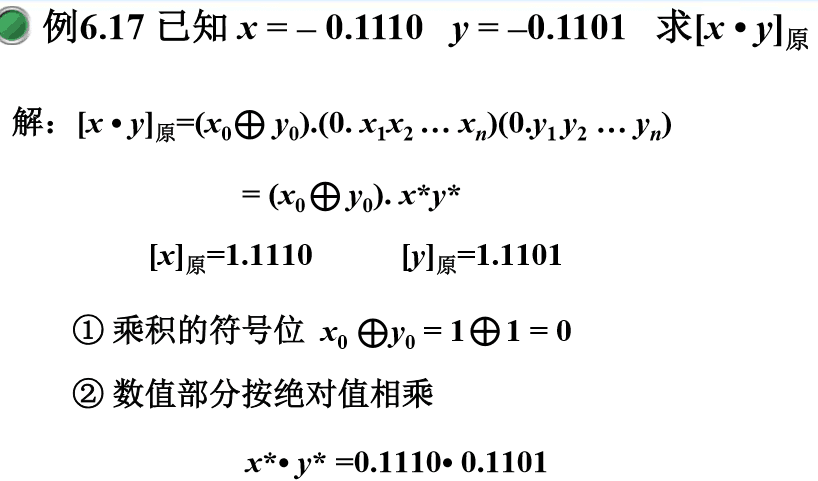 例6.17 已知 x = – 0.1110 y = –0.1101 求[x • y]原
解：[x • y]原=(x0⊕ y0).(0. x1x2 … xn)(0.y1y2 … yn)
= (x0⊕ y0). x*y*
[x]原=1.1110 [y]原=1.1101
① 乘积的符号位 x0 ⊕y0 = 1⊕1 = 0
② 数值部分按绝对值相乘
x*• y* =0.1110• 0.1101